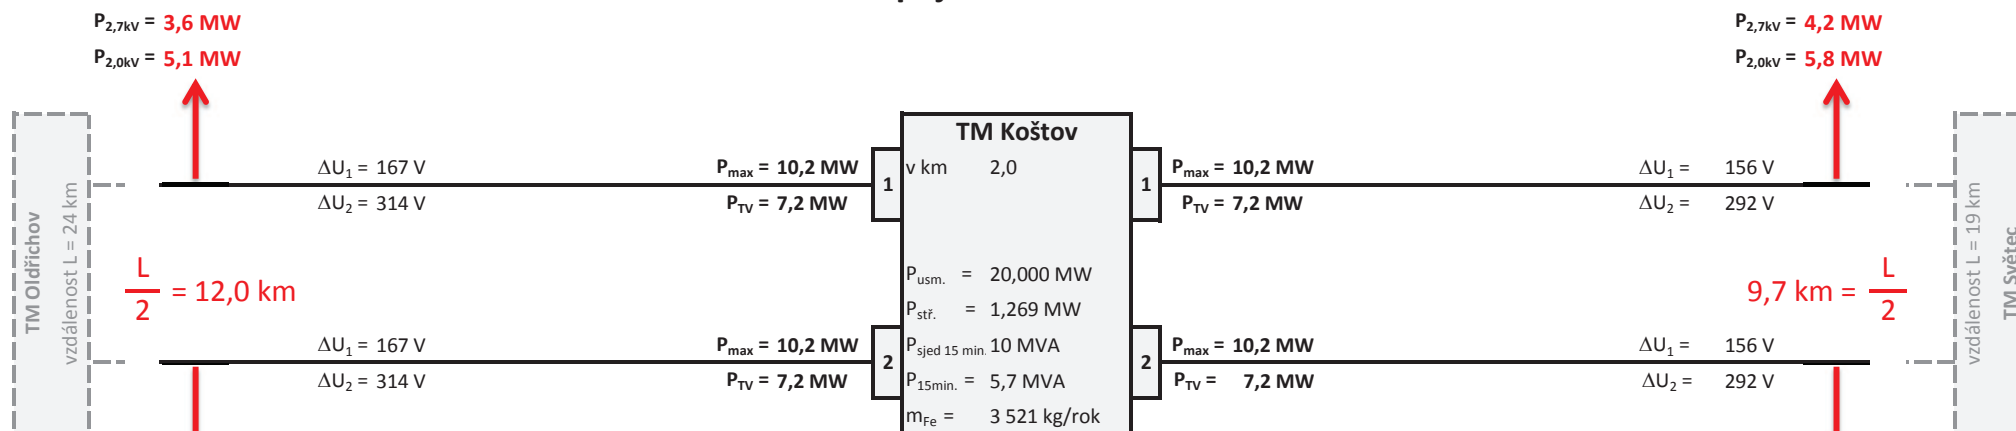 P2,7kV = 3,6 MW
P2,0kV = 5,1 MW
P2,7kV = 4,2 MW
P2,0kV = 5,8 MW
TM Oldřichov
vzdálenost L = 24 km
L
2
= 12,0 km
ΔU1 = 167 V
ΔU2 = 314 V
Pmax = 10,2 MW
PTV = 7,2 MW
1
ΔU1 = 167 V
ΔU2 = 314 V
Pmax = 10,2 MW
PTV = 7,2 MW
2
TM Koštov
v km 2,0
Pusm. = 20,000 MW
Pstř. = 1,269 MW
Psjed 15 min. 10 MVA
P15min. = 5,7 MVA
mFe = 3 521 kg/rok
1
Pmax = 10,2 MW
PTV = 7,2 MW
ΔU1 = 156 V
ΔU2 = 292 V
2
Pmax = 10,2 MW
PTV = 7,2 MW
ΔU1 = 156 V
ΔU2 = 292 V
9,7 km =
L
2
vzdálenost L = 19 km
TM Světec